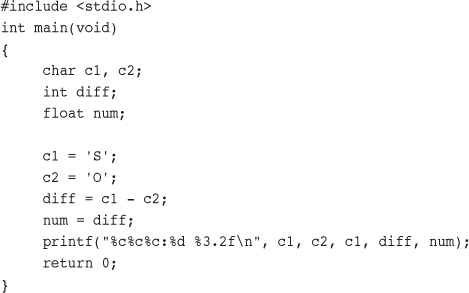 #include <stdio.h>
int main(void)
{
     char c1, c2;
     int diff;
     float num;

     c1 = 'S';
     c2 = 'O';
     diff = c1 - c2;
     num = diff;
     printf("%c%c%c:%d %3.2f\n", c1, c2, c1, diff, num);
     return 0;
}